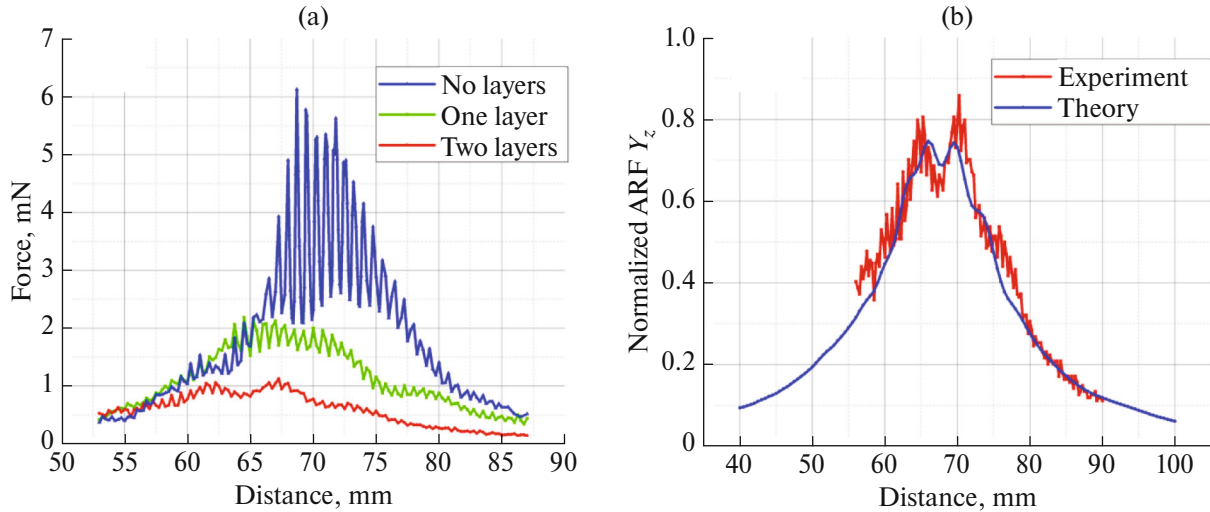 (a)
7
6
5
4
3
2
1
0
Force, mN
No layers
One layer
Two layers
50 55 60 65 70 75 80 85 90
Distance, mm
(b)
1.0
0.8
0.6
0.4
0.2
0
Normalized ARF Yz
Experiment
Theory
40 50 60 70 80 90 100
Distance, mm